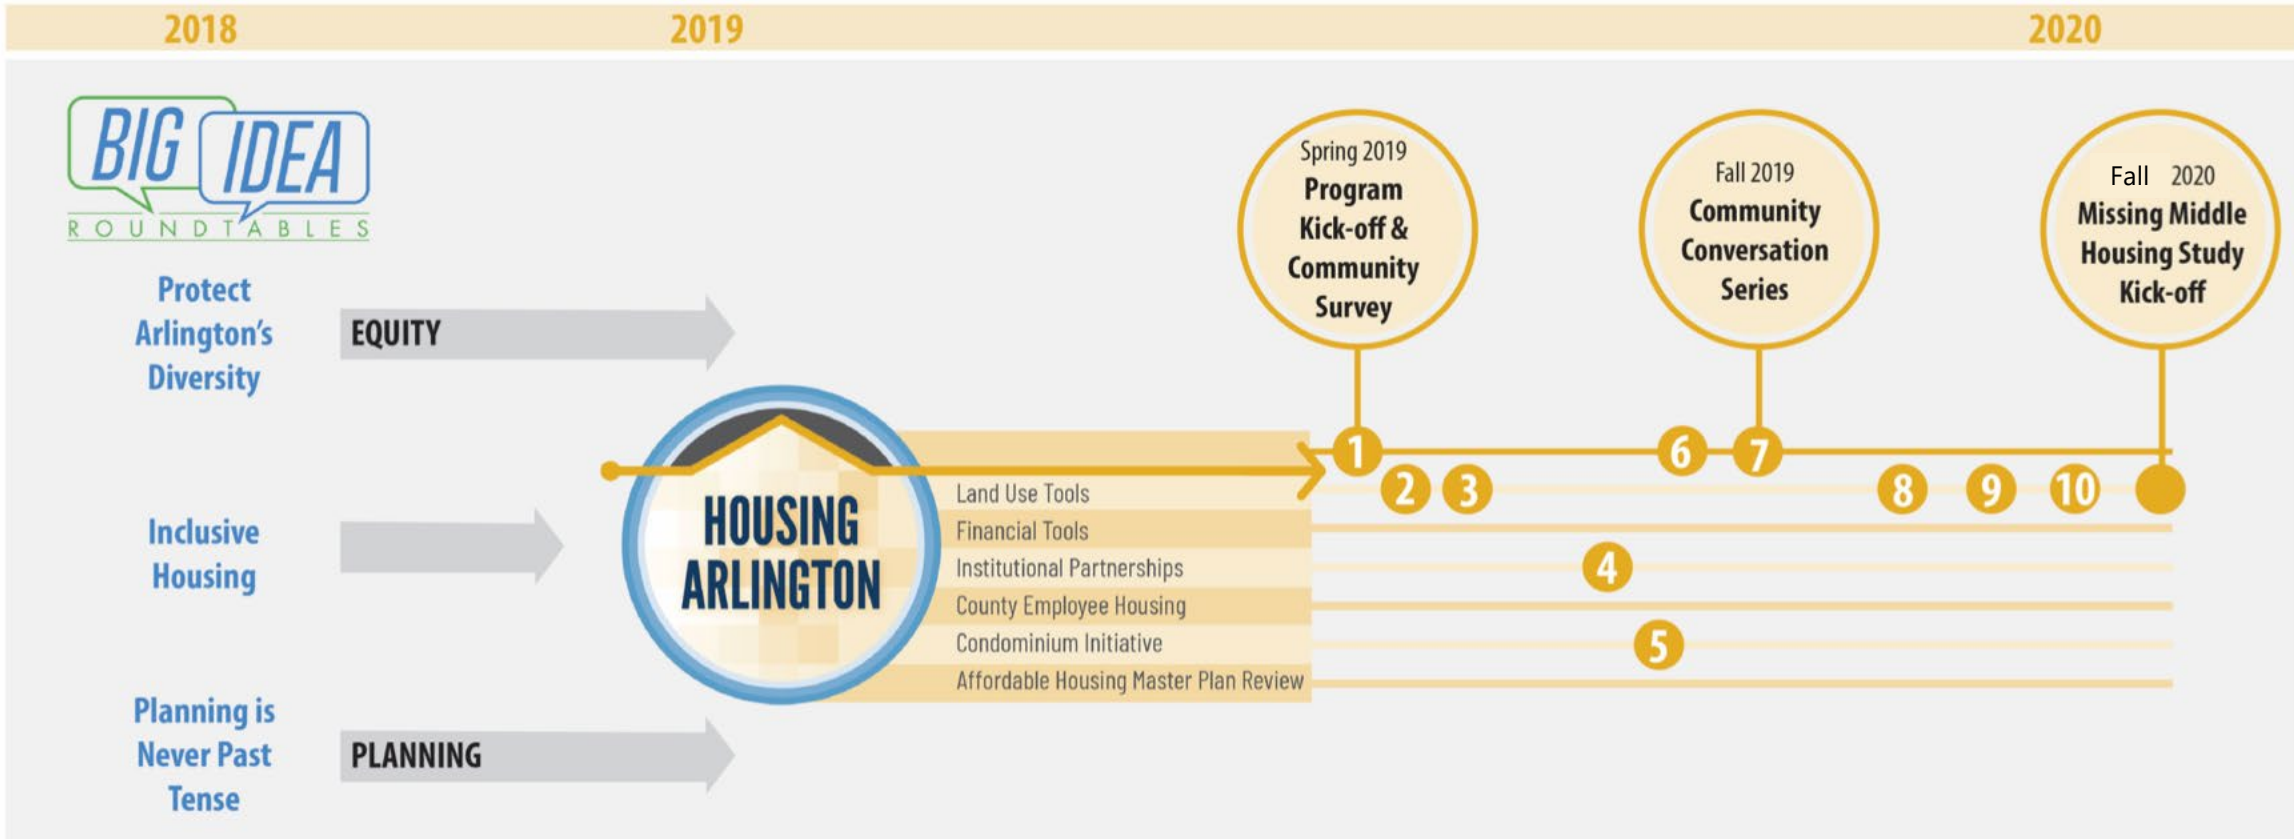 2018
2019
2020
BIG IDEA
ROUNDTABLES
Protect
Arlington's
Diversity
EQUITY
Inclusive
Housing
Planning is
Never Past
Tense
PLANNING
HOUSING
ARLINGTON
Land Use Tools
Financial Tools
Institutional Partnerships
County Employee Housing
Condominium Initiative
Affordable Housing Master Plan Review
Spring 2019
Program
Kick-off &
Community
Survey
Fall 2019
Community
Conversation
Series
Fall 2020
Missing Middle
Housing Study
Kick-off
1
2
3
4
5
6
7
8
9
10